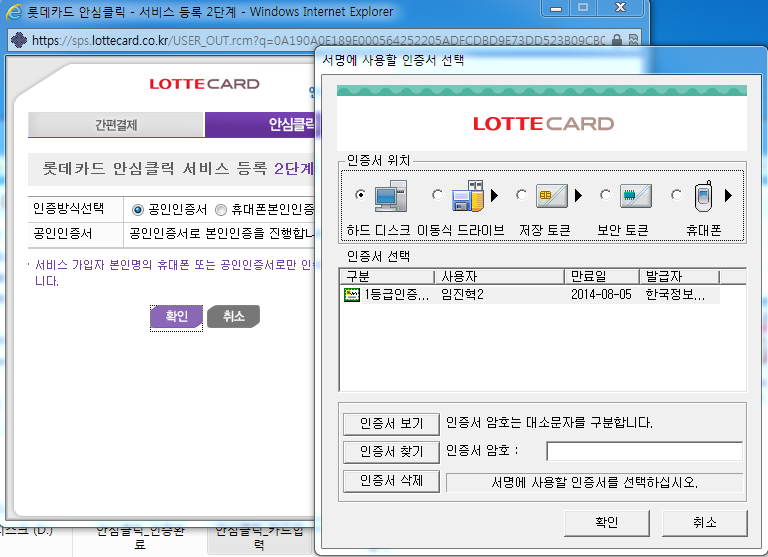 롯데카드 안심클릭 - 서비스 등록 2단계 - Windows Internet Explorer
https://sps.lottecard.co.kr/USER_OUT.rcm?q=0A190A0E189E000564252205ADFCDBD9E73DD523B09CBC
LOTTE CARD
간편결제
안심클릭
롯데카드 안심클릭 서비스 등록 2단계
인증방식선택
공인인증서
휴대폰본인인증
공인인증서
공인인증서로 본인인증을 진행합니
· 서비스 가입자 본인명의 휴대폰 또는 공인인증서로만 인
니다.
확인
취소
디스크 (D:)
안심클릭_인증완
료
안심클릭_카드입
력
서명에 사용할 인증서 선택
LOTTE CARD
인증서 위치
하드 디스크
이동식 드라이브
저장 토큰
보안 토큰
휴대폰
인증서 선택
구분 사용자 만료일 발급자
1등급인증... 임진혁2 2014-08-05 한국정보...
인증서 보기
인증서 암호는 대소문자를 구분합니다.
인증서 찾기
인증서 암호 :
인증서 삭제
서명에 사용할 인증서를 선택하십시오.
확인
취소